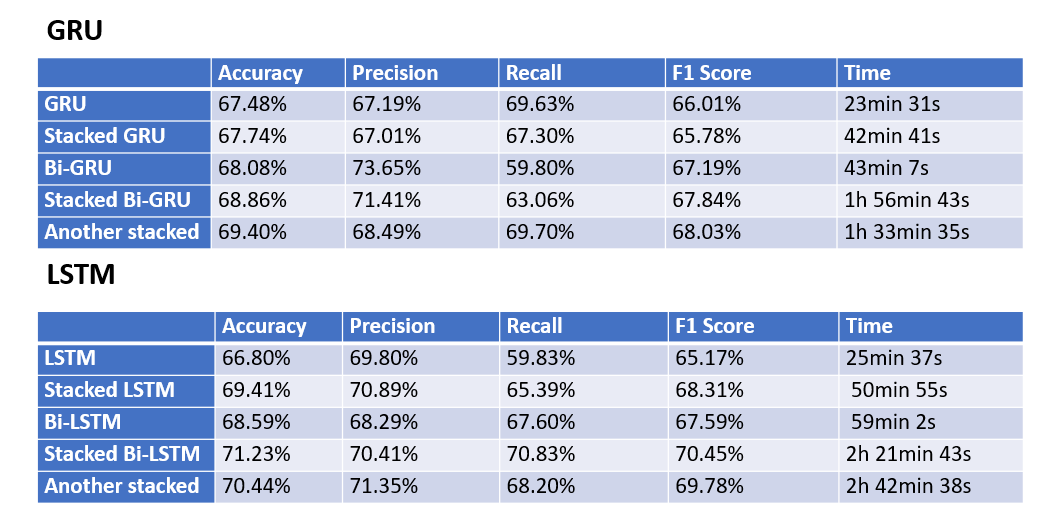 GRU
Accuracy Precision Recall F1 Score Time
GRU 67.48% 67.19% 69.63% 66.01% 23min 31s
Stacked GRU 67.74% 67.01% 67.30% 65.78% 42min 41s
Bi-GRU 68.08% 73.65% 59.80% 67.19% 43min 7s
Stacked Bi-GRU 68.86% 71.41% 63.06% 67.84% 1h 56min 43s
Another stacked 69.40% 68.49% 69.70% 68.03% 1h 33min 35s
LSTM
Accuracy Precision Recall F1 Score Time
LSTM 66.80% 69.80% 59.83% 65.17% 25min 37s
Stacked LSTM 69.41% 70.89% 65.39% 68.31% 50min 55s
Bi-LSTM 68.59% 68.29% 67.60% 67.59% 59min 2s
Stacked Bi-LSTM 71.23% 70.41% 70.83% 70.45% 2h 21min 43s
Another stacked 70.44% 71.35% 68.20% 69.78% 2h 42min 38s